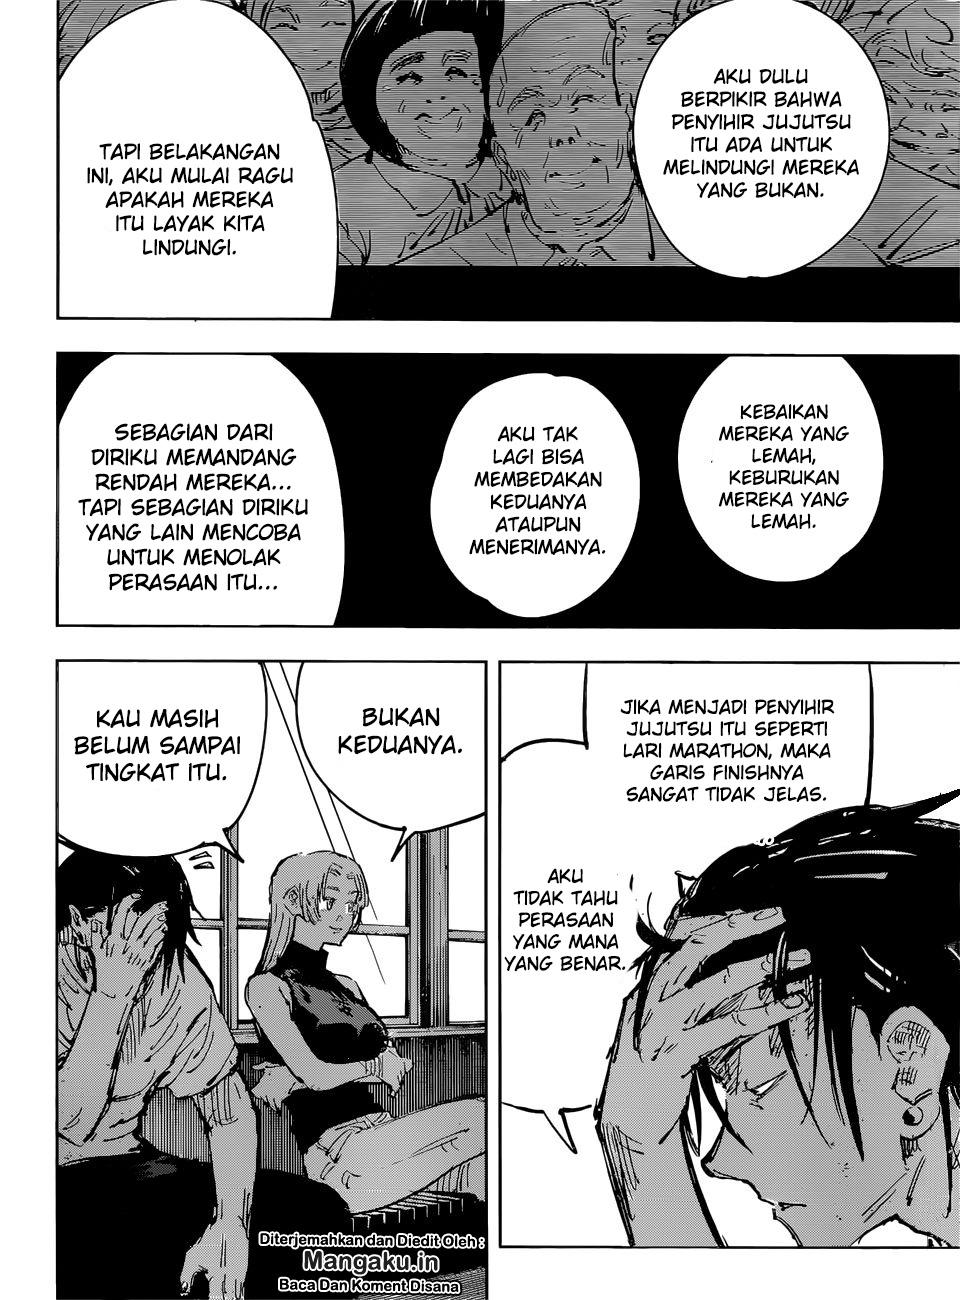 AKU DULU
BERPIKIR BAHWA
PENYIHIR JUJUTSU
ITU ADA UNTUK
MELINDUNGI MEREKA
YANG BUKAN.
TAPI BELAKANGAN
INI, AKU MULAI RAGU
APAKAH MEREKA
ITU LAYAK KITA
LINDUNGI.
KEBAIKAN
MEREKA YANG
LEMAH,
KEBURUKAN
MEREKA YANG
LEMAH.
AKU TAK
LAGI BISA
MEMBEDAKAN
KEDUANYA
ATAUPUN
MENERIMANYA.
SEBAGIAN DARI
DIRIKU MEMANDANG
RENDAH MEREKA...
TAPI SEBAGIAN DIRIKU
YANG LAIN MENCOBA
UNTUK MENOLAK
PERASAAN ITU...
JIKA MENJADI PENYIHIR
JUJUTSU ITU SEPERTI
LARI MARATHON, MAKA
GARIS FINISHNYA
SANGAT TIDAK JELAS.
AKU
TIDAK TAHU
PERASAAN
YANG MANA
YANG BENAR.
BUKAN
KEDUANYA.
KAU MASIH
BELUM SAMPAI
TINGKAT ITU.
Diterjemahkan dan Diedit Oleh :
Mangaku.in
Baca Dan Koment Disana